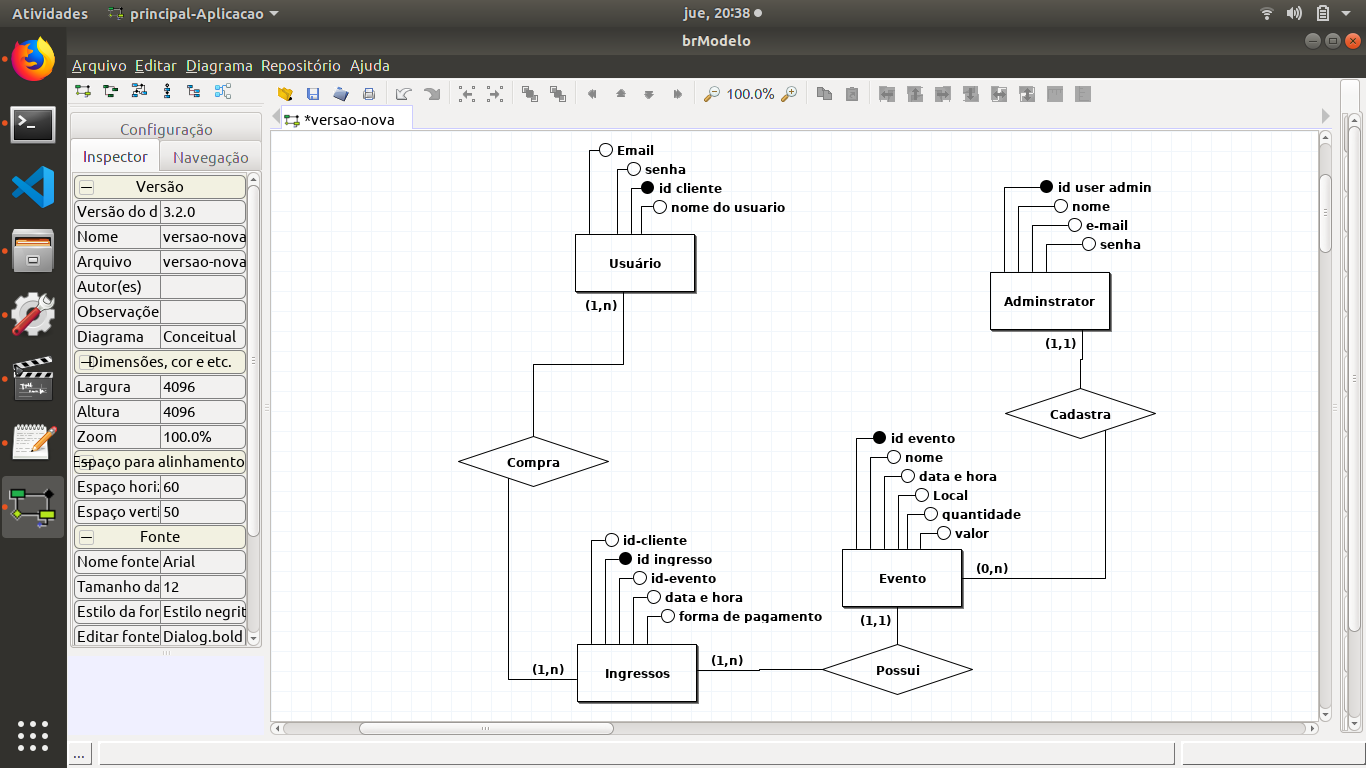 Atividades
principal-Aplicacao
jue, 20:38
brModelo
Arquivo Editar Diagrama Repositório Ajuda
100.0%
*versao-nova
Configuração
Inspector Navegação
Versão
Versão do d 3.2.0
Nome versao-nova
Arquivo versao-nova
Autor(es)
Observaçõe
Diagrama Conceitual
Dimensões, cor e etc.
Largura 4096
Altura 4096
Zoom 100.0%
Espaço para alinhamento
Espaço horiz 60
Espaço verti 50
Fonte
Nome fonte Arial
Tamanho da 12
Estilo da for Estilo negrit
Editar fonte Dialog.bold
...
Email
senha
id cliente
nome do usuario
Usuário
(1,n)
Compra
id-cliente
id ingresso
id-evento
data e hora
forma de pagamento
(1,n)
Ingressos
(1,n)
id user admin
nome
e-mail
senha
Adminstrator
(1,1)
Cadastra
id evento
nome
data e hora
Local
quantidade
valor
Evento
(0,n)
(1,1)
Possui